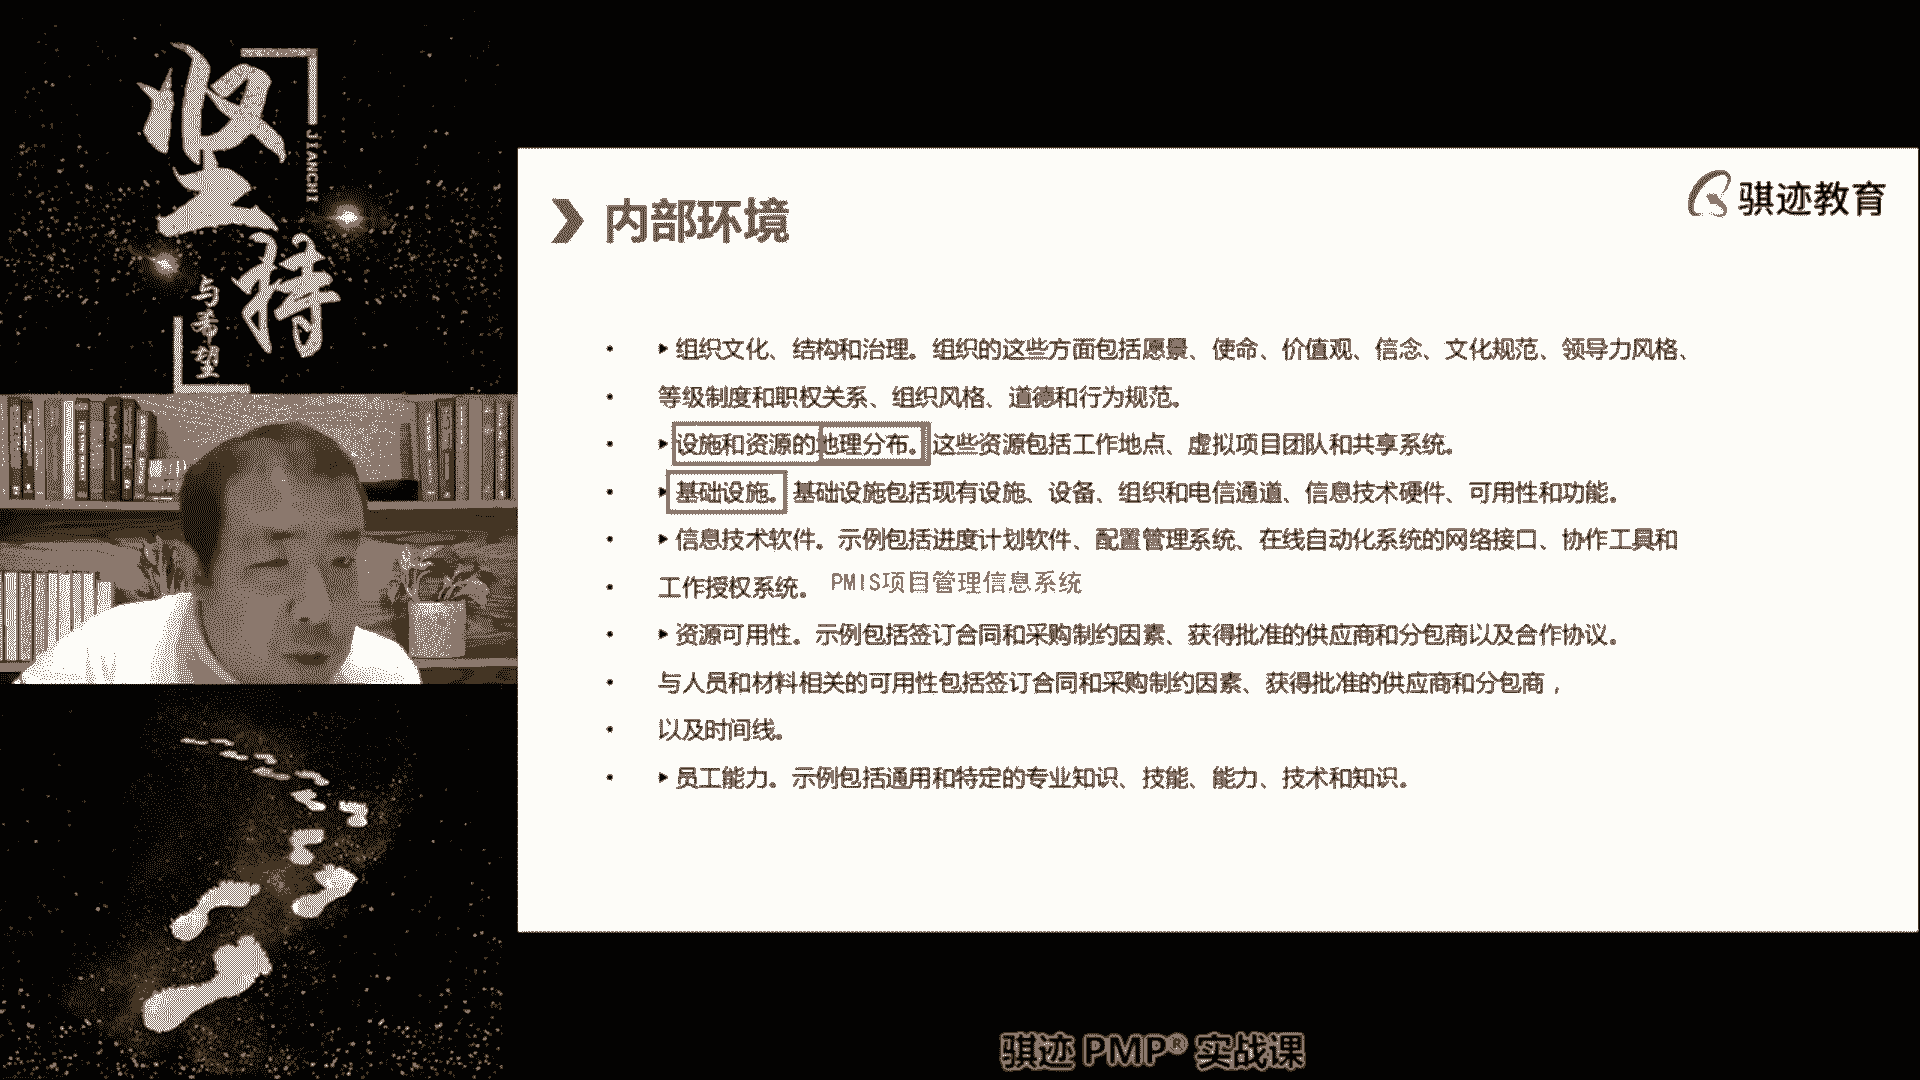 坚持
JIANCHI
与希望
骐迹教育
内部环境
组织文化、结构和治理。组织的这些方面包括愿景、使命、价值观、信念、文化规范、领导力风格、
等级制度和职权关系、组织风格、道德和行为规范。
设施和资源的地理分布。这些资源包括工作地点、虚拟项目团队和共享系统。
基础设施。基础设施包括现有设施、设备、组织和电信通道、信息技术硬件、可用性和功能。
信息技术软件。示例包括进度计划软件、配置管理系统、在线自动化系统的网络接口、协作工具和
工作授权系统。 PMIS项目管理信息系统
资源可用性。示例包括签订合同和采购制约因素、获得批准的供应商和分包商以及合作协议。
与人员和材料相关的可用性包括签订合同和采购制约因素、获得批准的供应商和分包商，
以及时间线。
员工能力。示例包括通用和特定的专业知识、技能、能力、技术和知识。
骐迹 PMP® 实战课